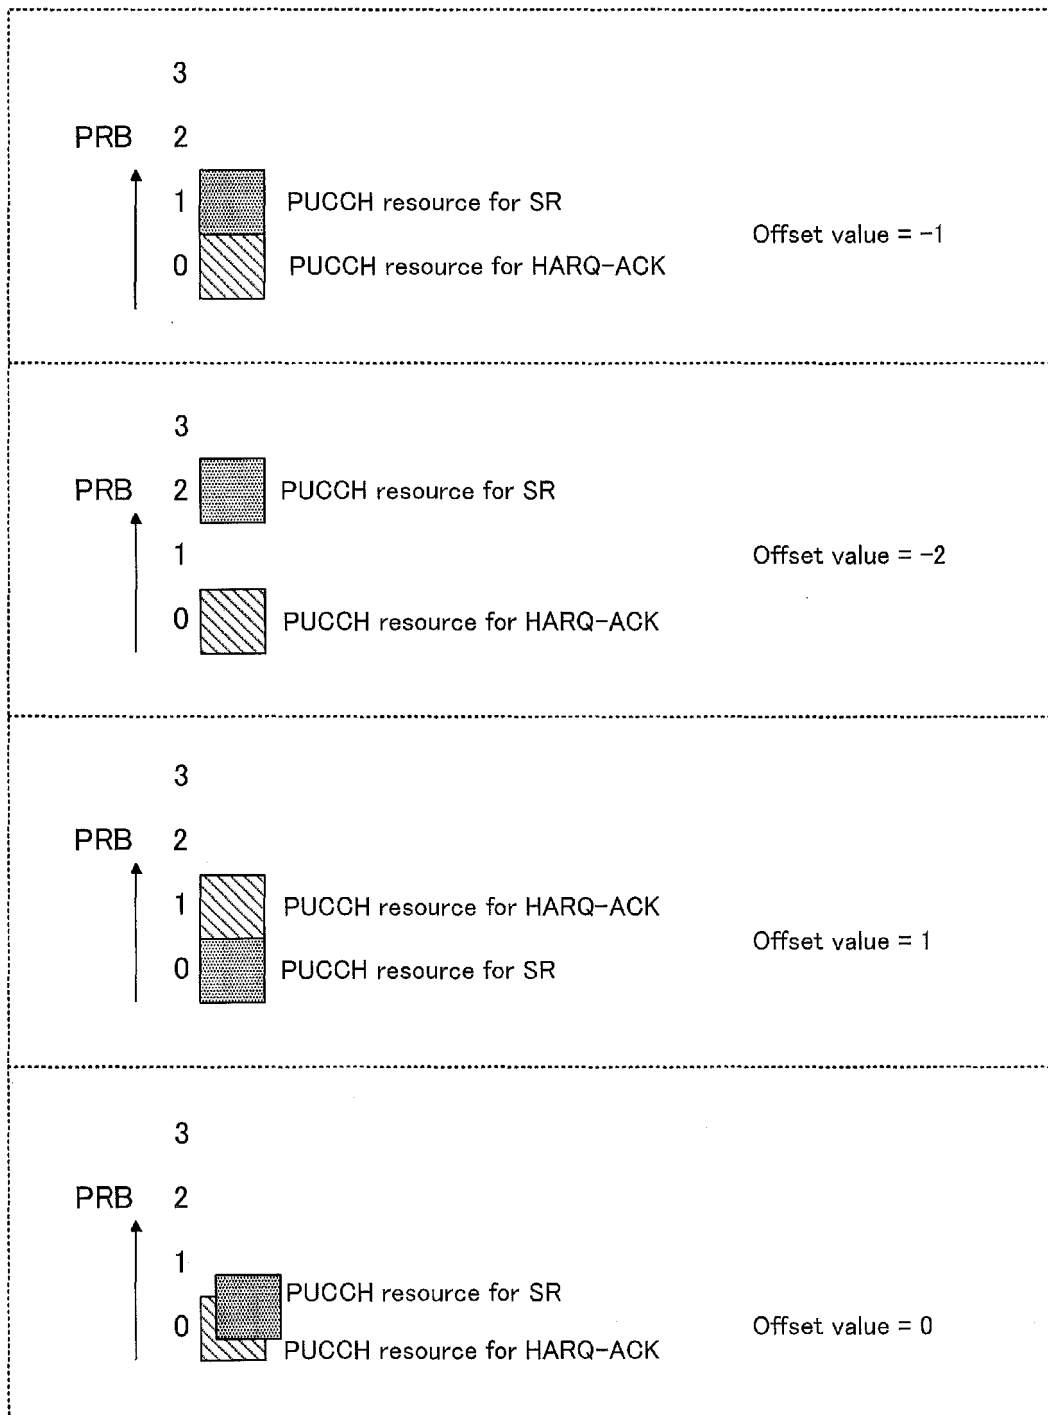 3
PRB 2
1 PUCCH resource for SR
Offset value = -1
0 PUCCH resource for HARQ-ACK
3
PRB 2 PUCCH resource for SR
1 Offset value = -2
0 PUCCH resource for HARQ-ACK
3
PRB 2
1 PUCCH resource for HARQ-ACK
Offset value = 1
0 PUCCH resource for SR
3
PRB 2
1
PUCCH resource for SR
0 Offset value = 0
PUCCH resource for HARQ-ACK